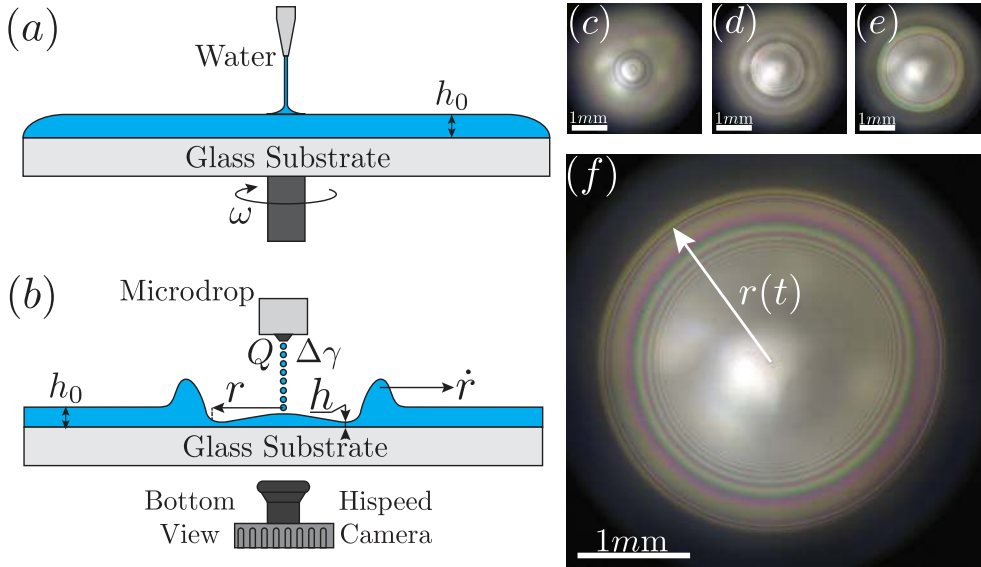 (a)
Water
h₀
Glass Substrate
ω
(b)
Microdrop
Q Δγ
h₀ r h ṙ
Glass Substrate
Bottom Hispeed
View Camera
(c)
1mm
(d)
1mm
(e)
1mm
(f)
r(t)
1mm